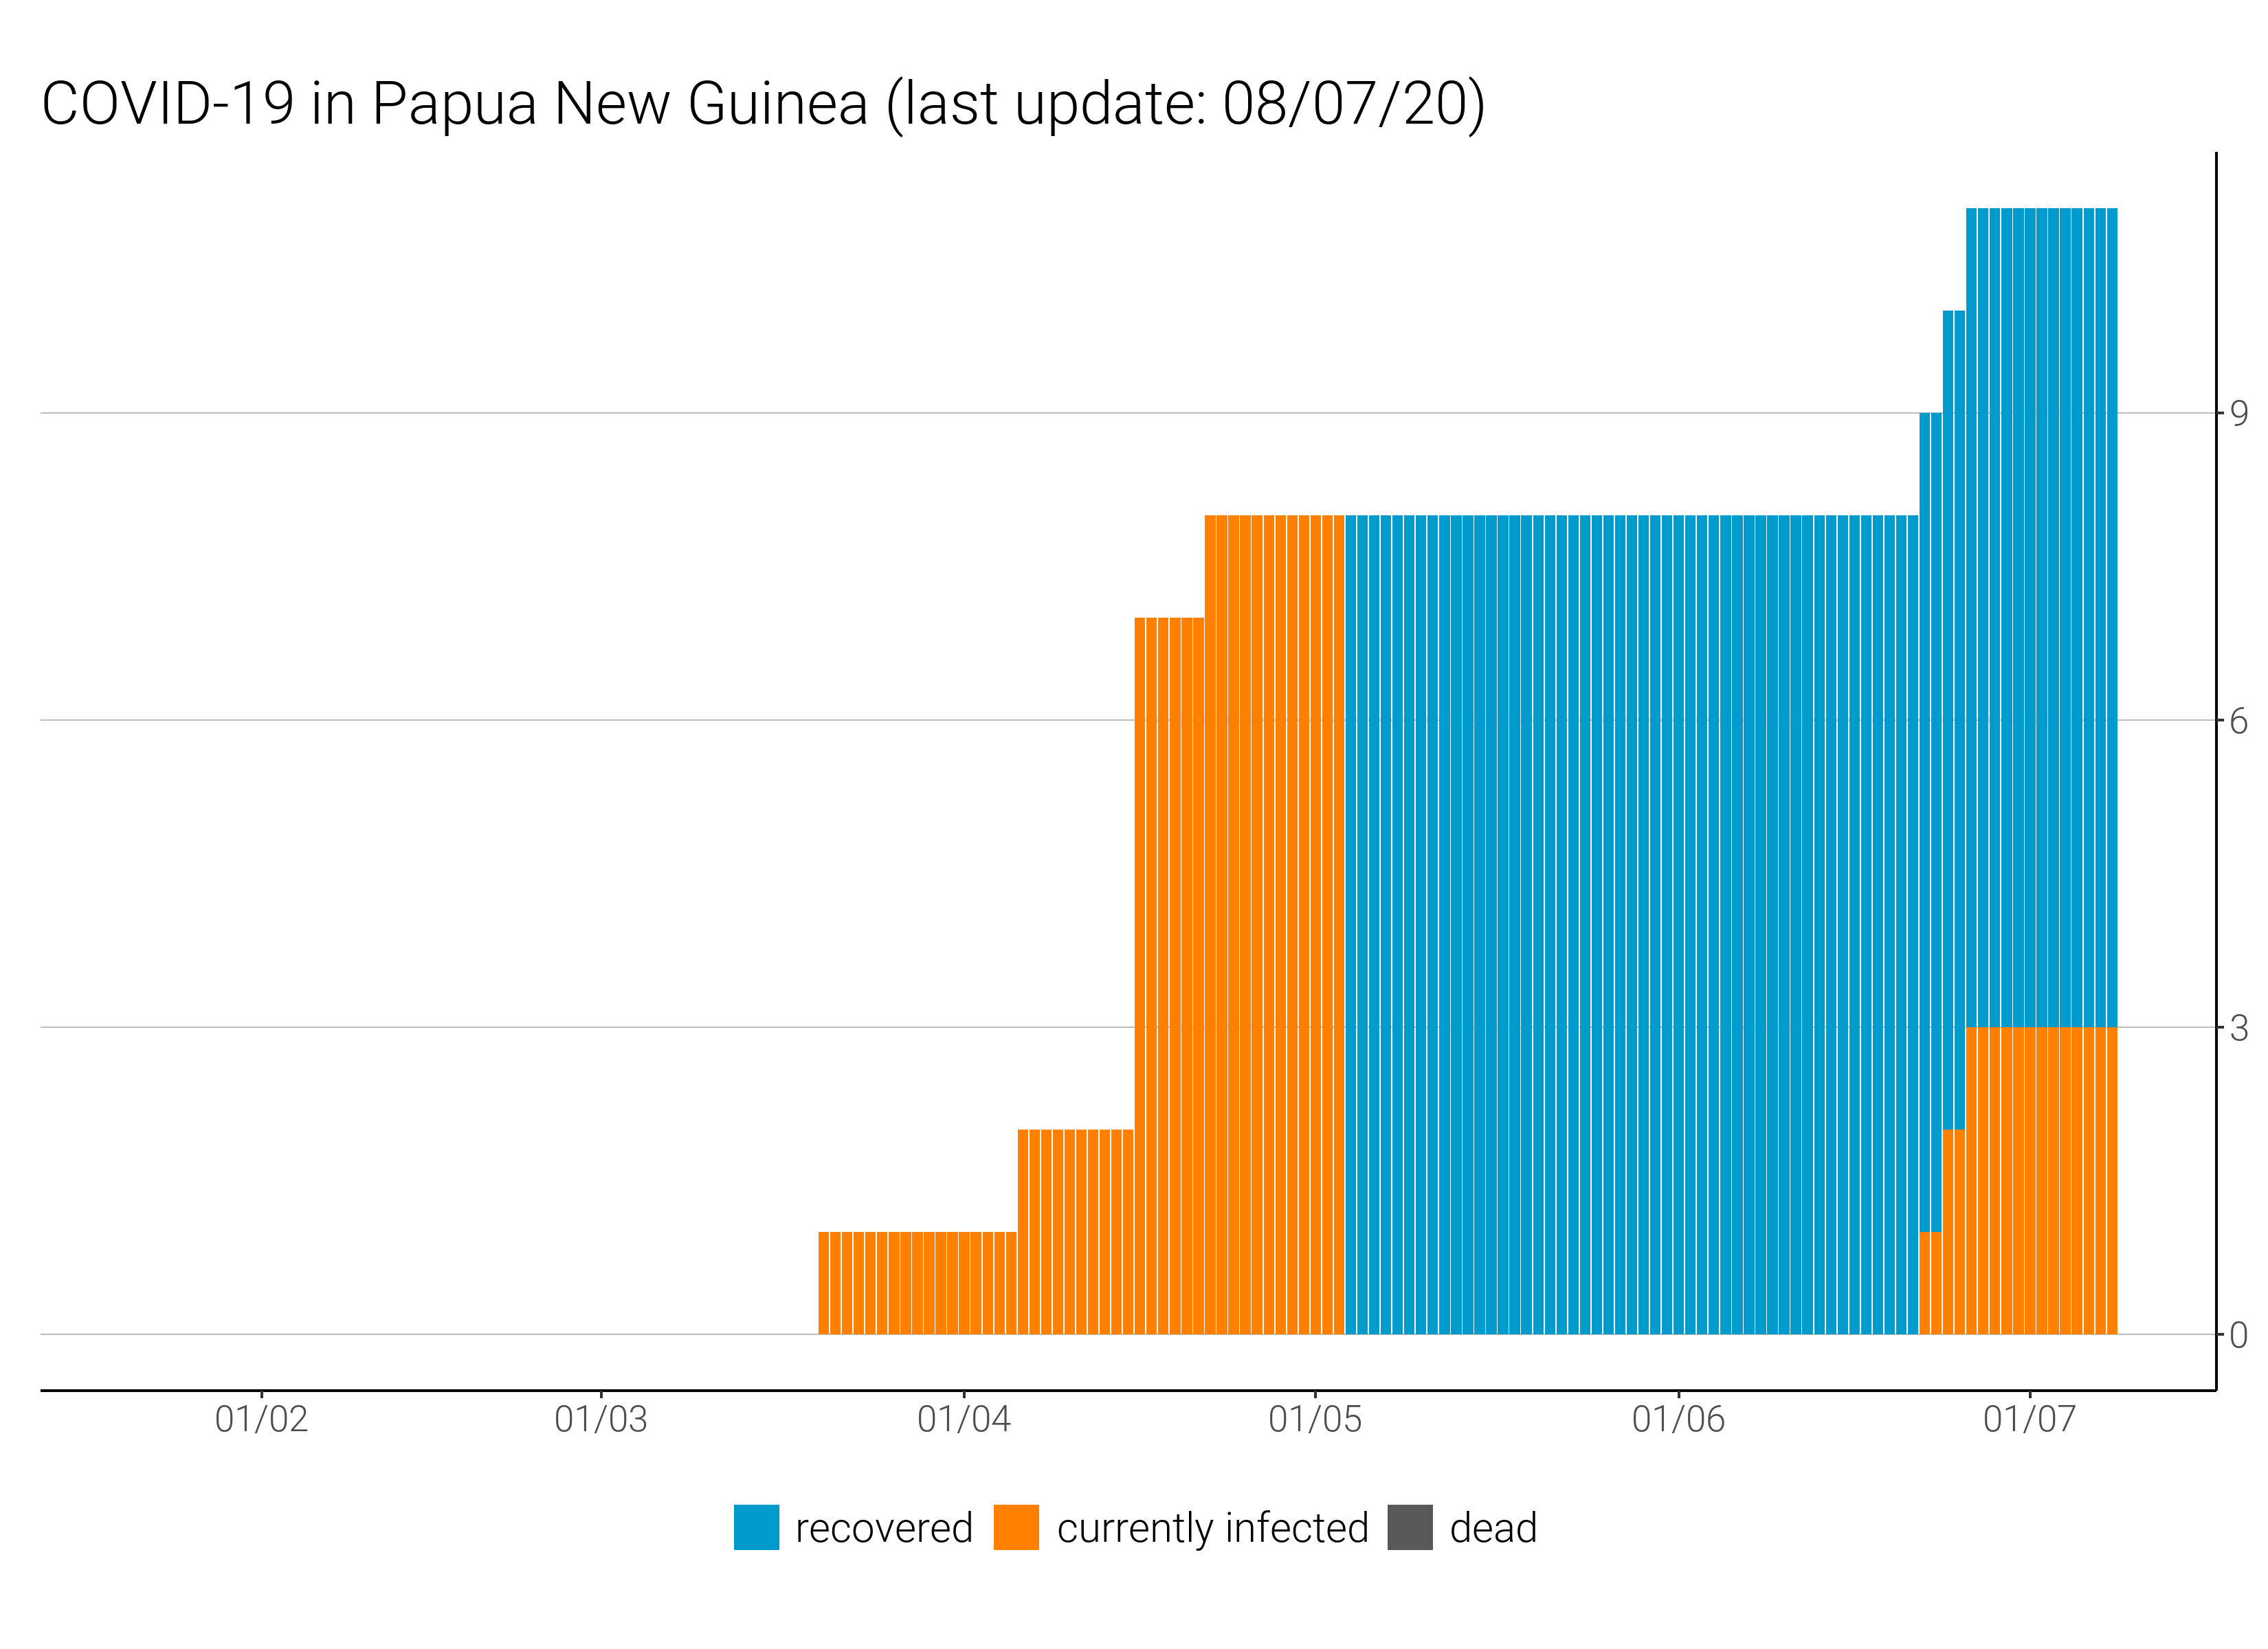 COVID-19 in Papua New Guinea (last update: 08/07/20)
9
6
3
0
01/02 01/03 01/04 01/05 01/06 01/07
recovered currently infected dead